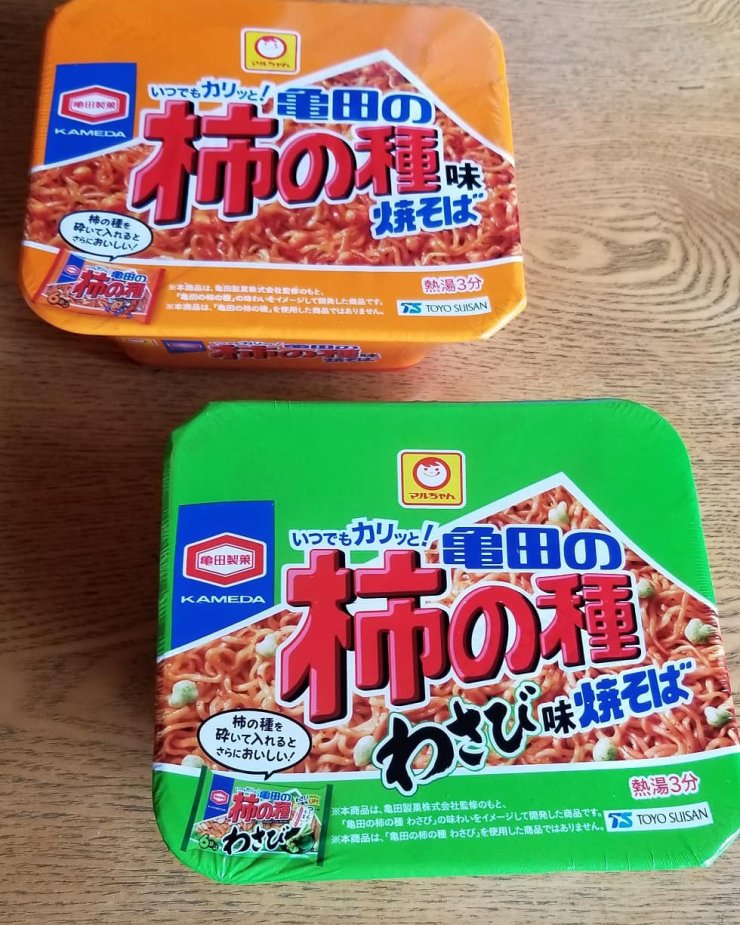 マルちゃん
亀田製菓
KAMEDA
いつでもカリッと!
亀田の
柿の種味
焼そば
柿の種を
砕いて入れると
さらにおいしい!
亀田の
柿の種
6袋
※本商品は、亀田製菓株式会社監修のもと、
「亀田の柿の種」の味わいをイメージして開発した商品です。
※本商品は、「亀田の柿の種」を使用した商品ではありません。
熱湯3分
TS TOYO SUISAN
柿の種味
焼そば
マルちゃん
亀田製菓
KAMEDA
いつでもカリッと!
亀田の
柿の種
わさび味焼そば
柿の種を
砕いて入れると
さらにおいしい!
亀田の
柿の種
わさび
6袋
※本商品は、亀田製菓株式会社監修のもと、
「亀田の柿の種 わさび」の味わいをイメージして開発した商品です。
※本商品は、「亀田の柿の種 わさび」を使用した商品ではありません。
熱湯3分
TS TOYO SUISAN